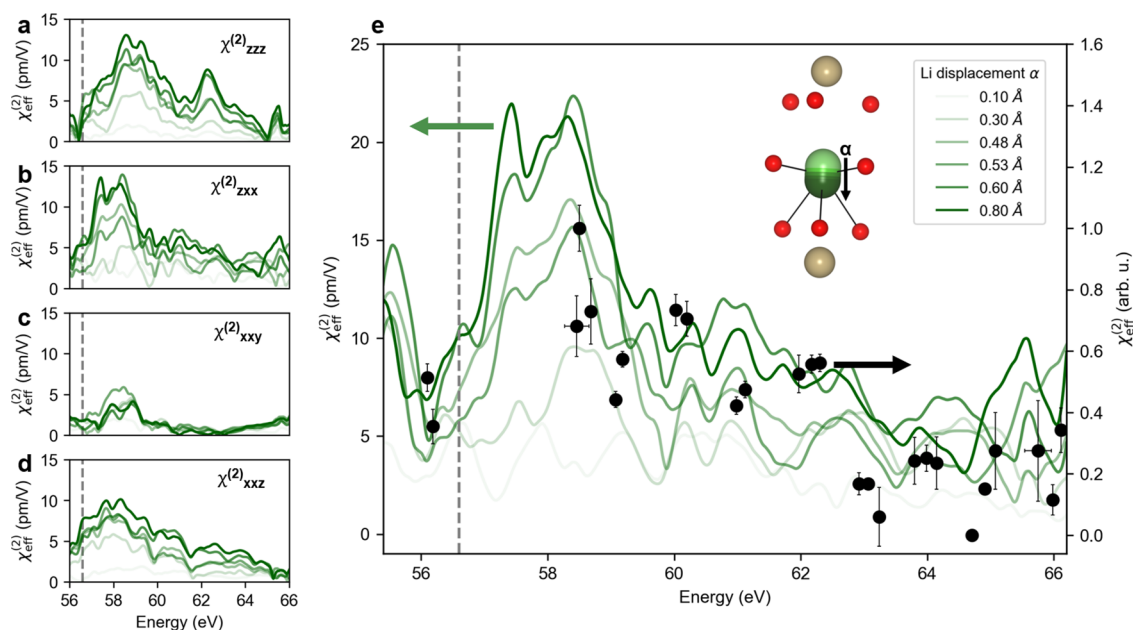 a
15
10
5
0
χ(2)eff (pm/V)
χ(2)zzz
b
15
10
5
0
χ(2)eff (pm/V)
χ(2)zxx
c
15
10
5
0
χ(2)eff (pm/V)
χ(2)xxy
d
15
10
5
0
χ(2)eff (pm/V)
χ(2)xxz
56 58 60 62 64 66
Energy (eV)
e
25
20
15
10
5
0
χ(2)eff (pm/V)
56 58 60 62 64 66
Energy (eV)
α
Li displacement α
0.10 Å
0.30 Å
0.48 Å
0.53 Å
0.60 Å
0.80 Å
1.6
1.4
1.2
1.0
0.8
0.6
0.4
0.2
0.0
χ(2)eff (arb. u.)